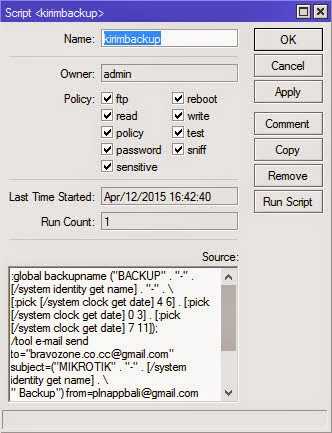 Script <kirimbackup>
Name: kirimbackup
OK
Cancel
Apply
Comment
Copy
Remove
Run Script
Owner: admin
Policy: ftp reboot
read write
policy test
password sniff
sensitive
Last Time Started: Apr/12/2015 16:42:40
Run Count: 1
Source:
:global backupname ("BACKUP" . "-" .
[/system identity get name] . "-" . \
[:pick [/system clock get date] 4 6] . [:pick
[/system clock get date] 0 3] . [:pick
[/system clock get date] 7 11]);
/tool e-mail send
to="bravozone.co.cc@gmail.com"
subject=("MIKROTIK" . "-" . [/system
identity get name] . \
" Backup") from=plnappbali@gmail.com